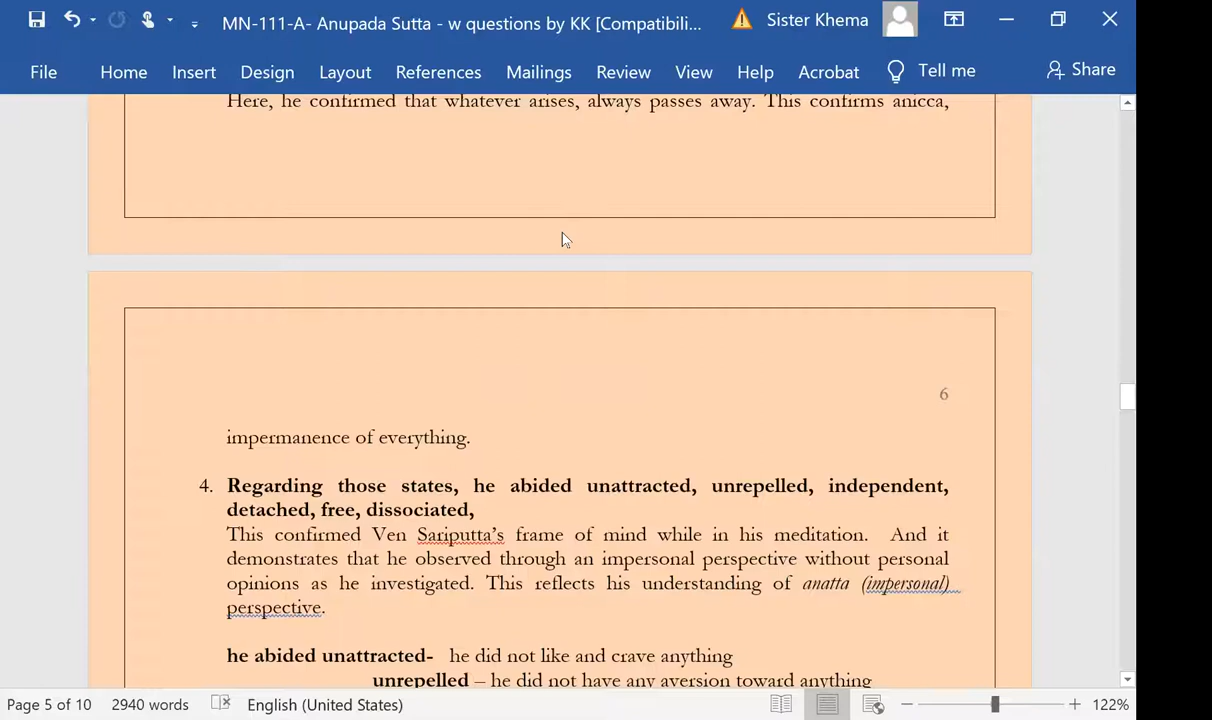 MN-111-A- Anupada Sutta - w questions by KK [Compatibili...
Sister Khema
File Home Insert Design Layout References Mailings Review View Help Acrobat Tell me Share
Here, he confirmed that whatever arises, always passes away. This confirms anicca,
6
impermanence of everything.
4. Regarding those states, he abided unattracted, unrepelled, independent,
detached, free, dissociated,
This confirmed Ven Sariputta's frame of mind while in his meditation. And it
demonstrates that he observed through an impersonal perspective without personal
opinions as he investigated. This reflects his understanding of anatta (impersonal)
perspective.
he abided unattracted- he did not like and crave anything
unrepelled – he did not have any aversion toward anything
Page 5 of 10 2940 words English (United States) 122%